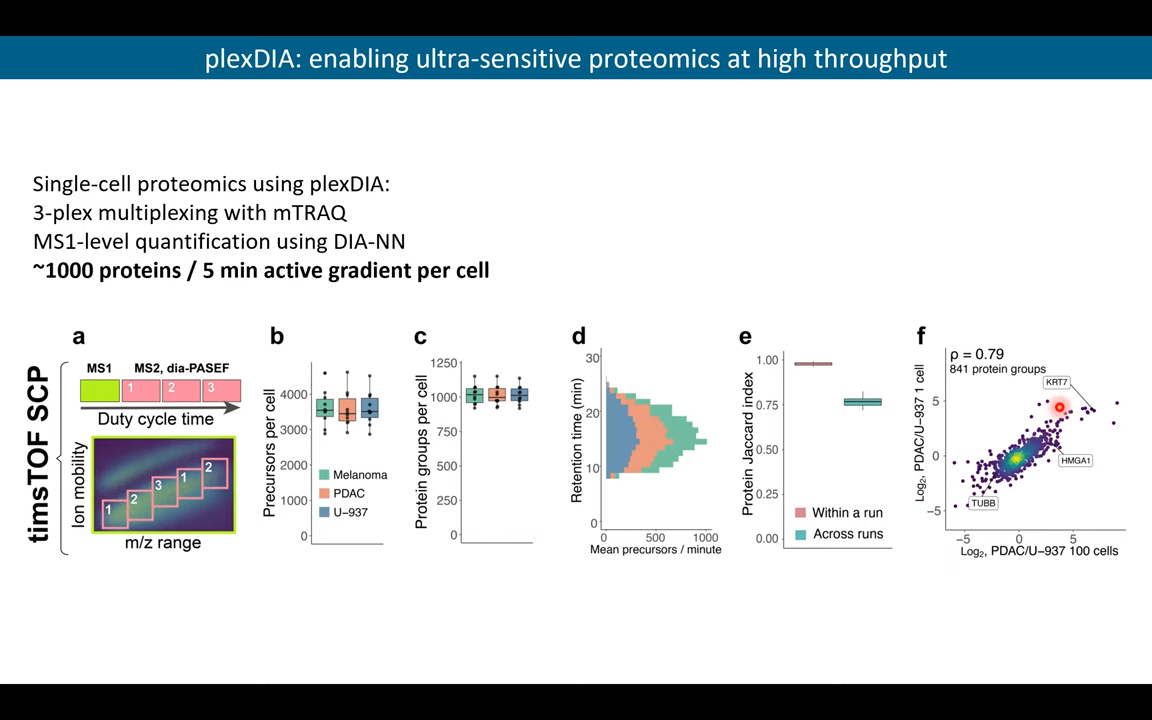 plexDIA: enabling ultra-sensitive proteomics at high throughput
Single-cell proteomics using plexDIA:
3-plex multiplexing with mTRAQ
MS1-level quantification using DIA-NN
~1000 proteins / 5 min active gradient per cell
timsTOF SCP
a
MS1
MS2, dia-PASEF
1
2
3
Duty cycle time
Ion mobility
1
2
3
1
2
m/z range
b
Precursors per cell
4000
3000
2000
1000
0
Melanoma
PDAC
U−937
c
Protein groups per cell
1250
1000
750
500
250
0
d
Retention time (min)
30
20
10
0
0
500
1000
Mean precursors / minute
e
Protein Jaccard index
1.00
0.75
0.50
0.25
0.00
Within a run
Across runs
f
Log₂, PDAC/U−937 1 cell
ρ = 0.79
841 protein groups
KRT7
HMGA1
TUBB
5
0
−5
−5
0
5
Log₂, PDAC/U−937 100 cells